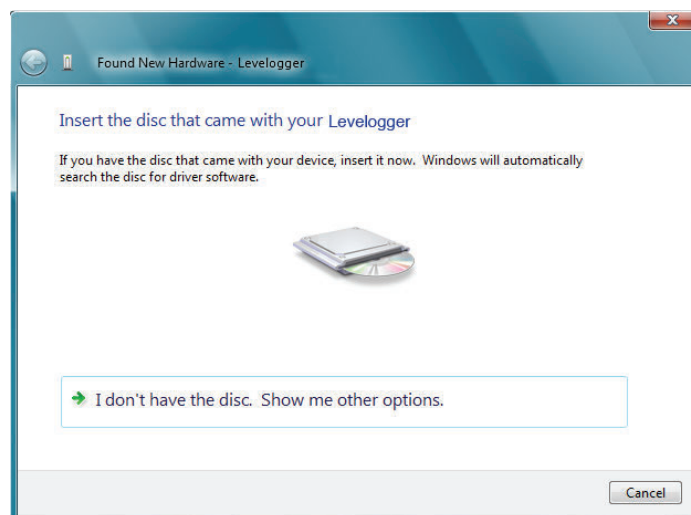 Found New Hardware - Levelogger
Insert the disc that came with your Levelogger
If you have the disc that came with your device, insert it now.  Windows will automatically
search the disc for driver software.
I don't have the disc.  Show me other options.
Cancel